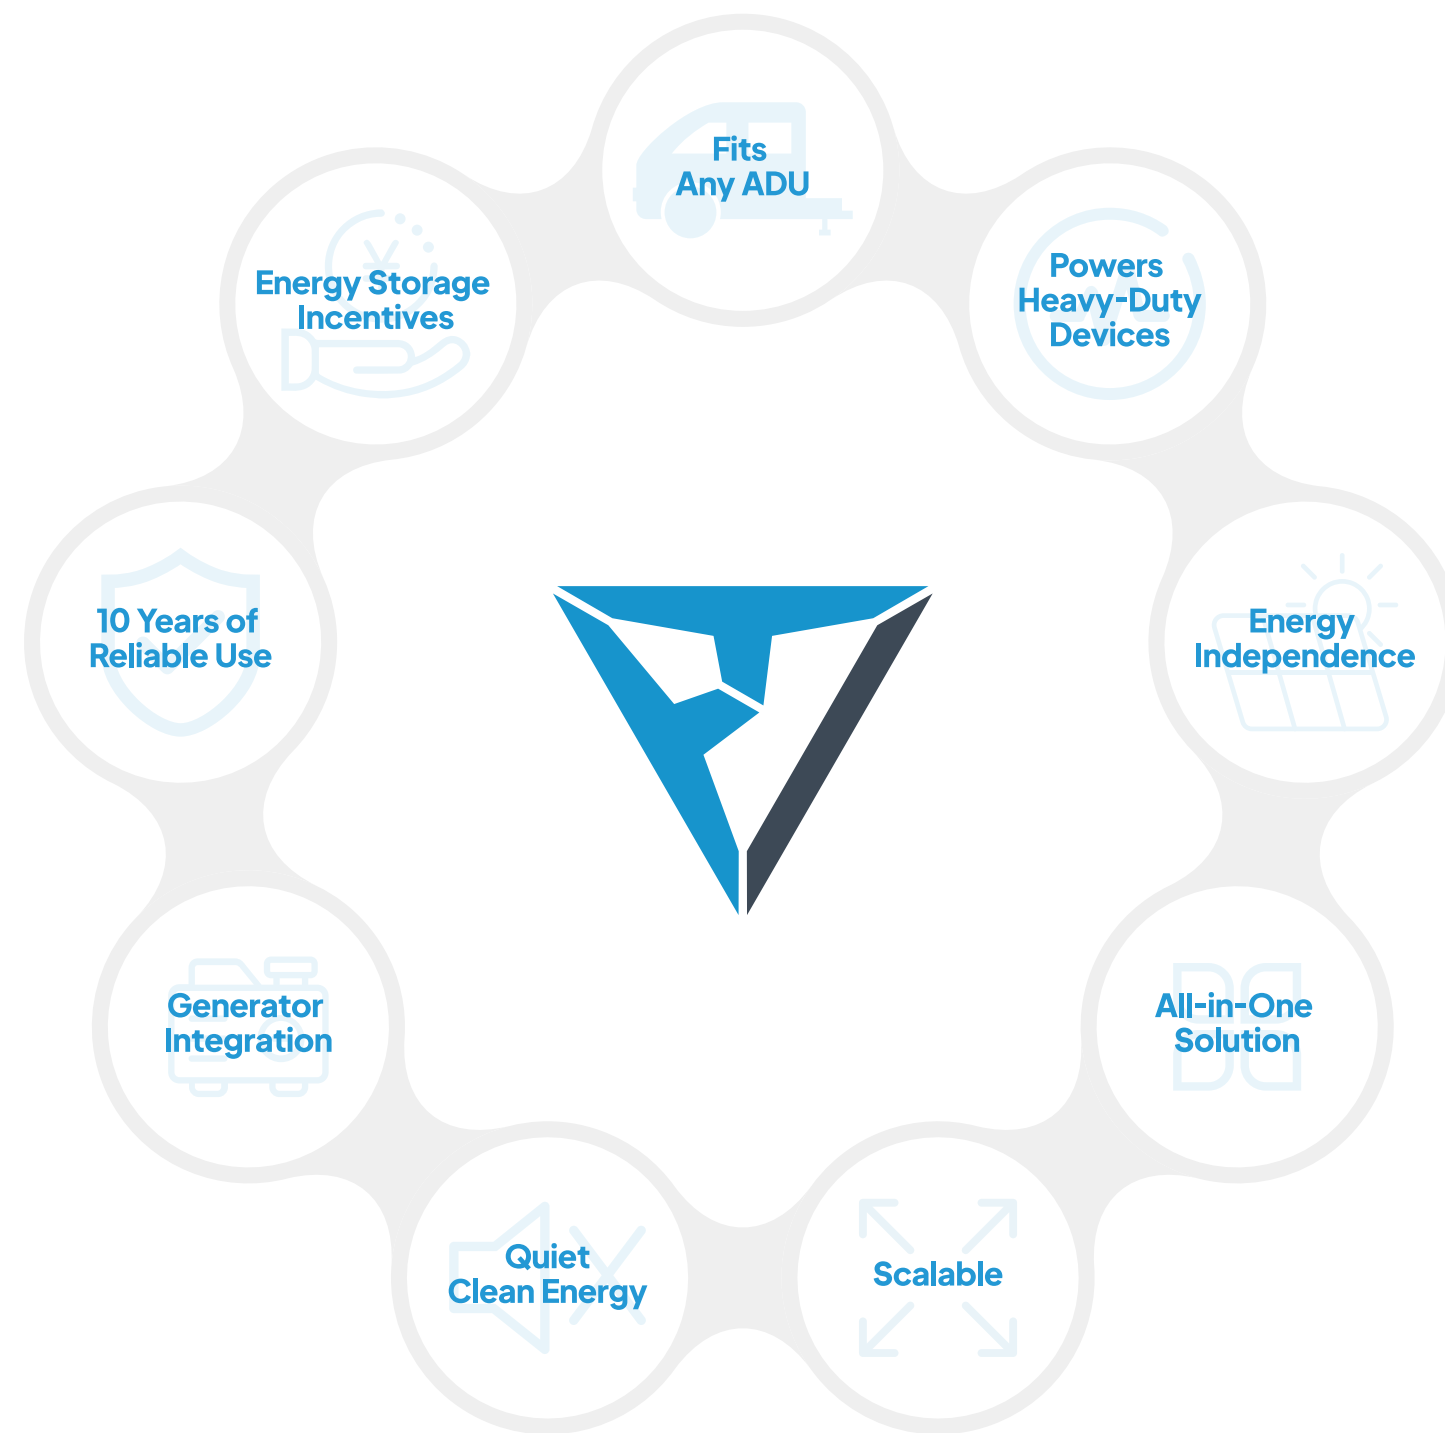 Fits
Any ADU
Powers
Heavy-Duty
Devices
Energy
Independence
All-in-One
Solution
Scalable
Quiet
Clean Energy
Generator
Integration
10 Years of
Reliable Use
Energy Storage
Incentives